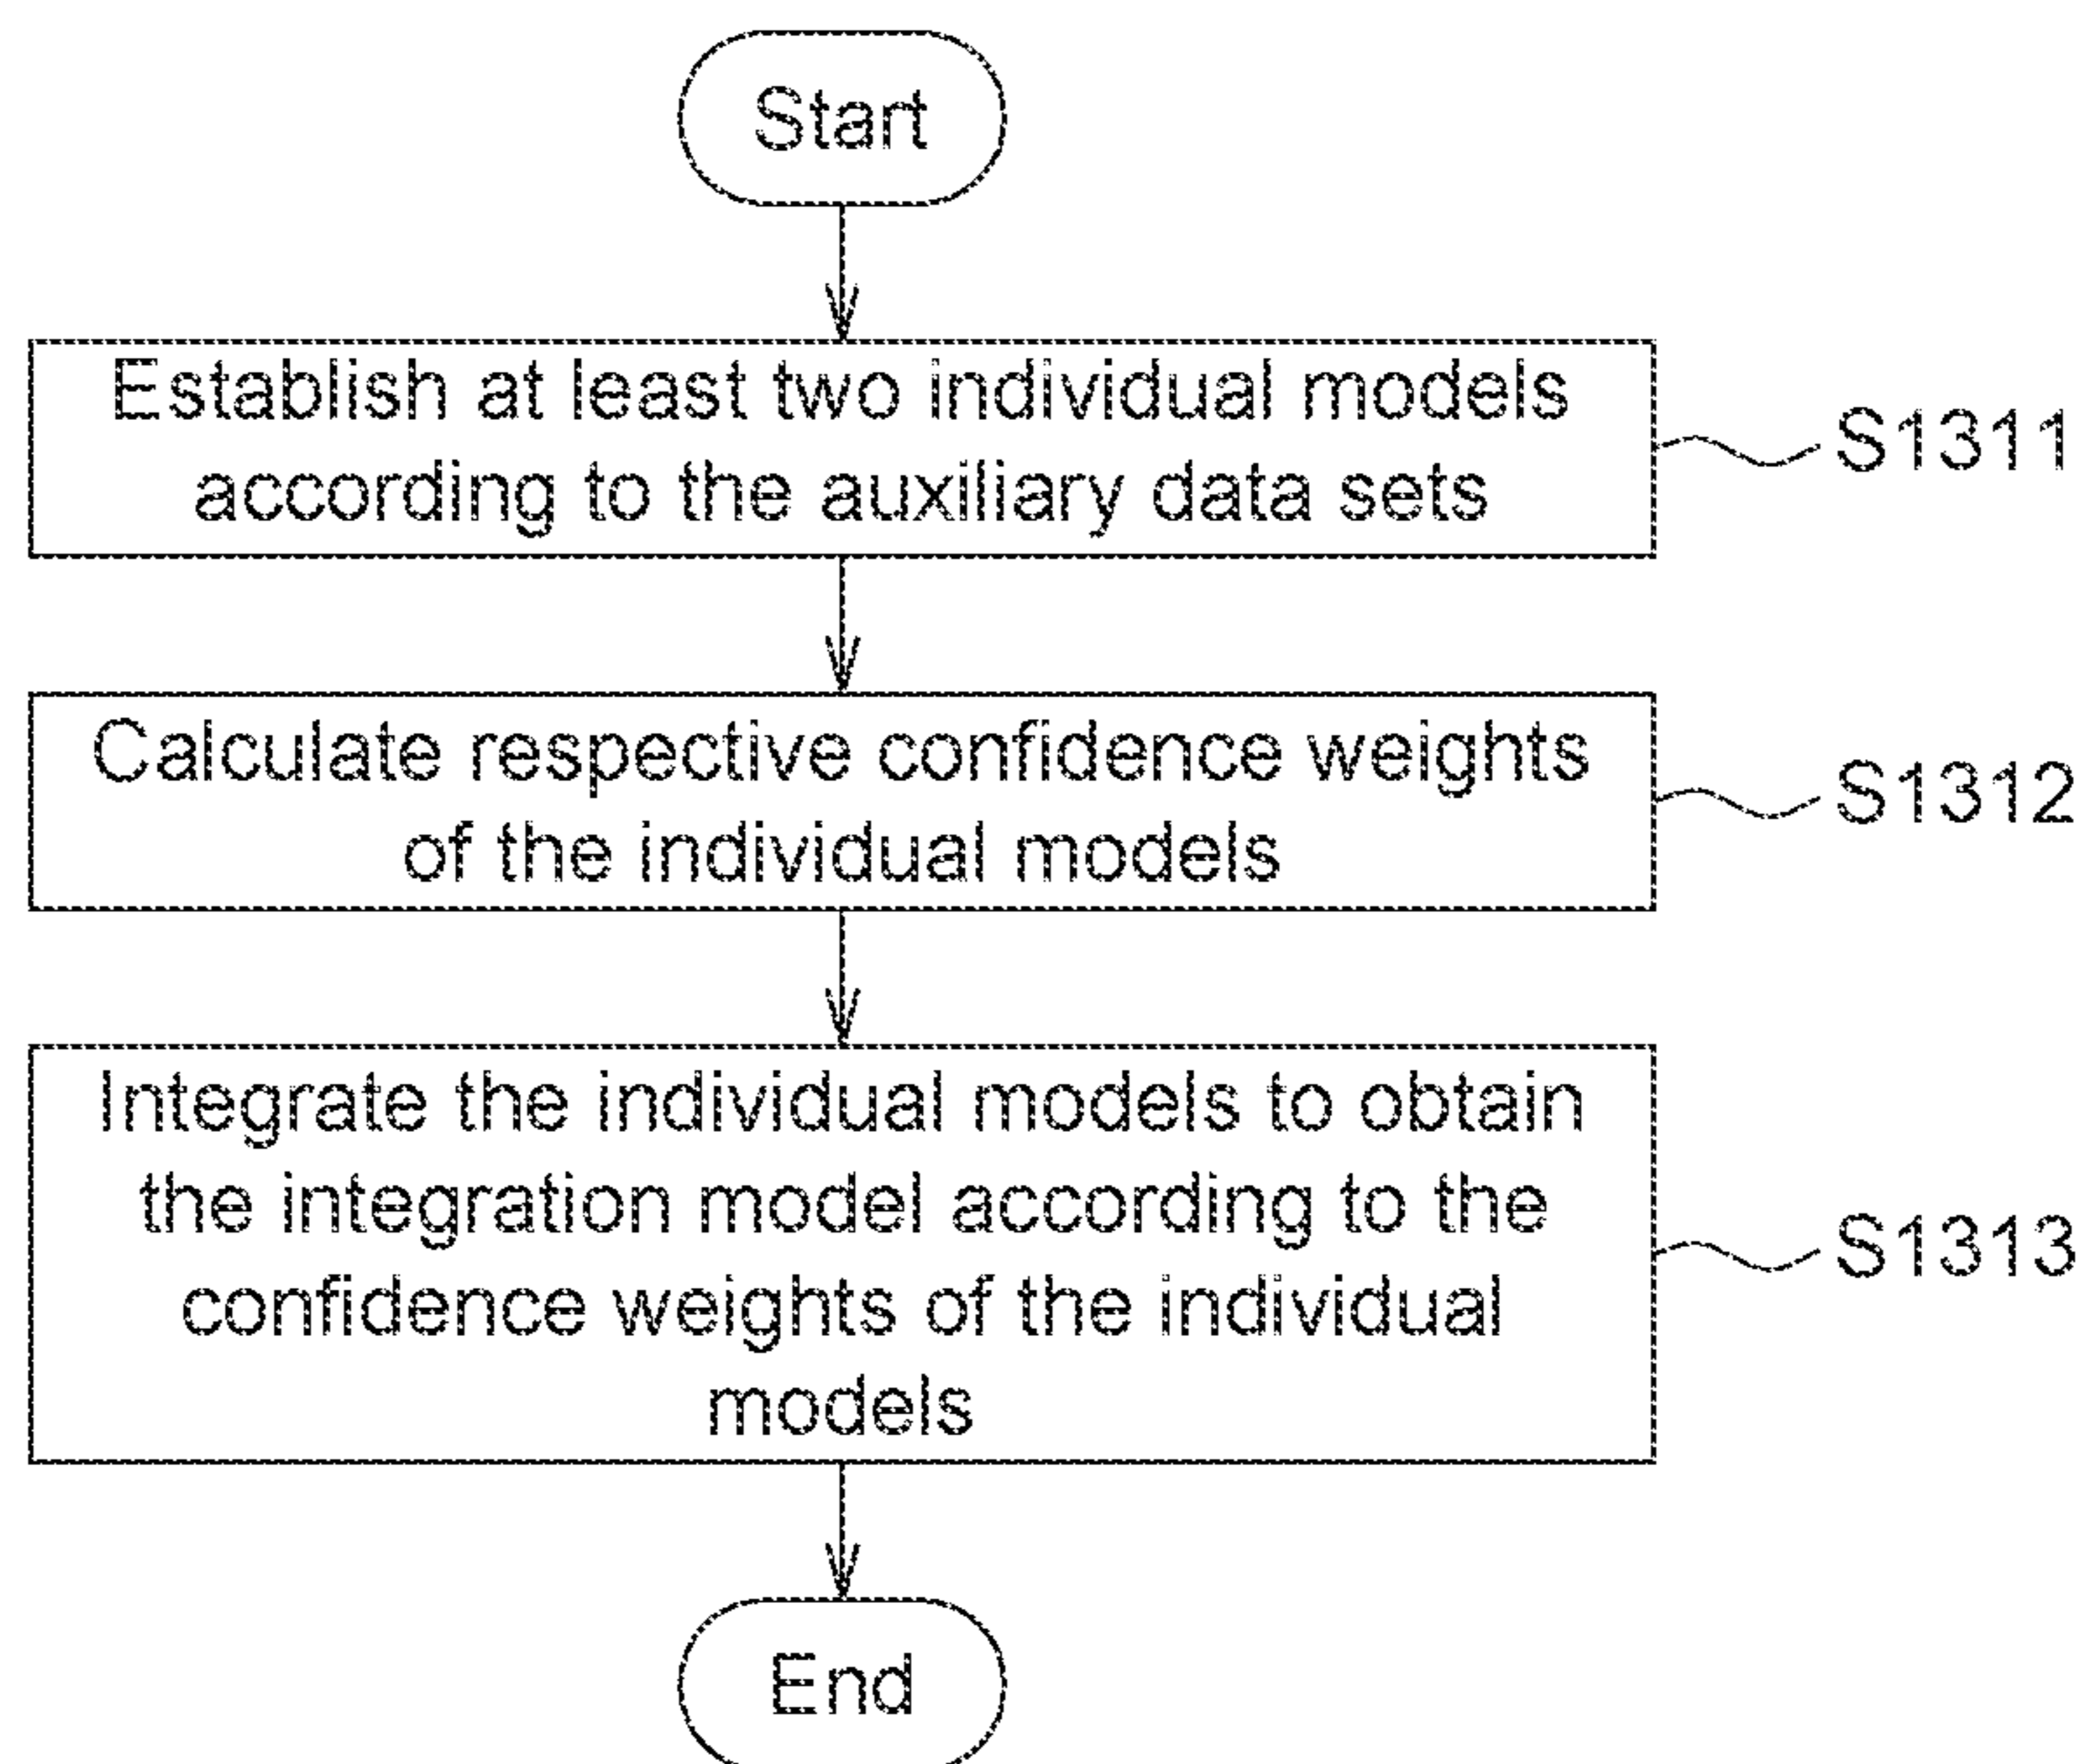 Start
Establish at least two individual models
according to the auxiliary data sets
S1311
Calculate respective confidence weights
of the individual models
S1312
Integrate the individual models to obtain
the integration model according to the
confidence weights of the individual
models
S1313
End